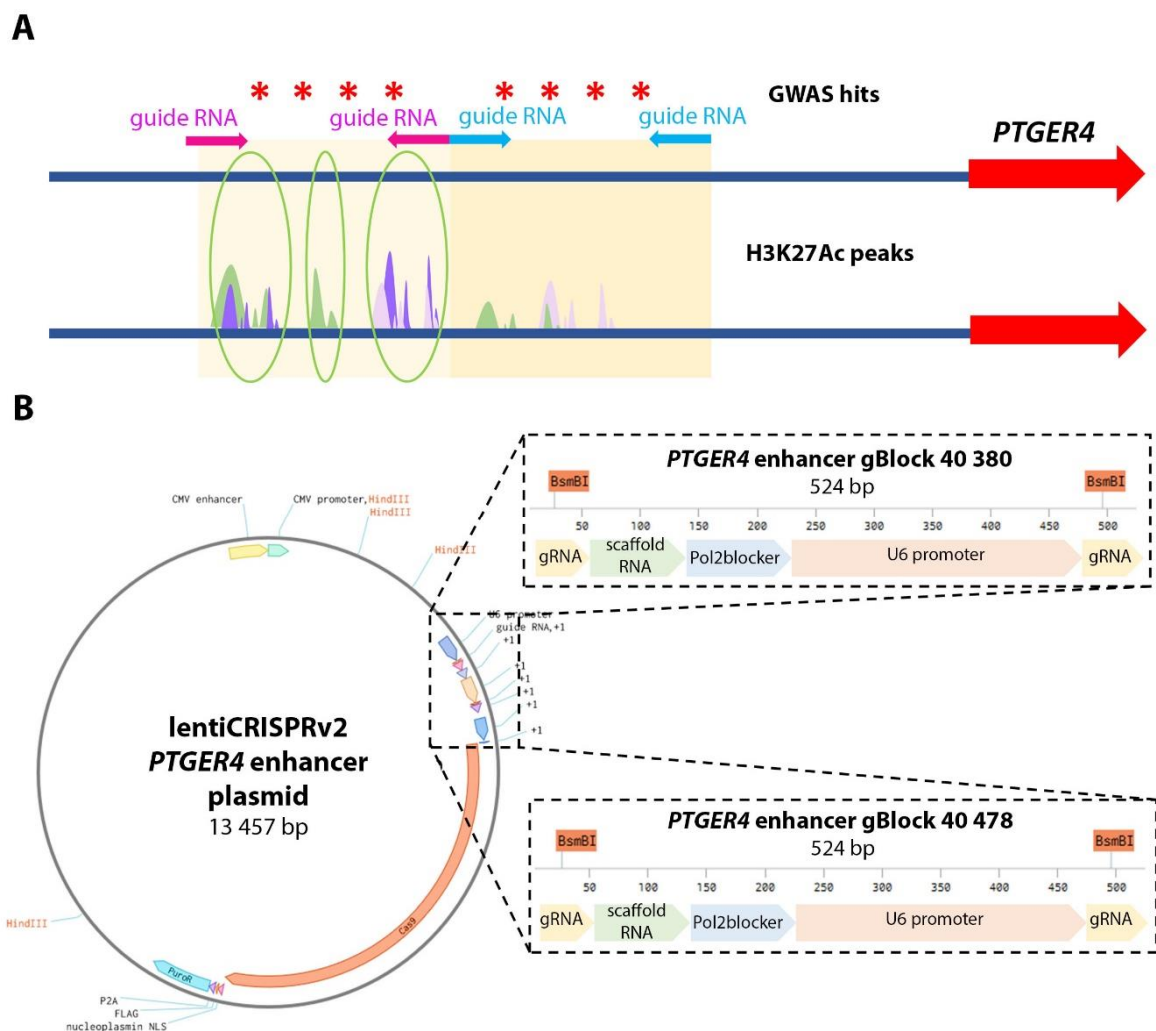 A
* * * * * * * *
GWAS hits
guide RNA guide RNA guide RNA guide RNA
PTGER4
H3K27Ac peaks
B
CMV enhancer
CMV promoter, HindIII
HindIII
HindIII
U6 promoter
guide RNA, +1
+1
+1
+1
+1
+1
+1
lentiCRISPRv2
PTGER4 enhancer
plasmid
13 457 bp
Cas9
HindIII
PuroR
P2A
FLAG
nucleoplasmin NLS
PTGER4 enhancer gBlock 40 380
524 bp
BsmBI BsmBI
50 100 150 200 250 300 350 400 450 500
gRNA scaffold RNA Pol2blocker U6 promoter gRNA
PTGER4 enhancer gBlock 40 478
524 bp
BsmBI BsmBI
50 100 150 200 250 300 350 400 450 500
gRNA scaffold RNA Pol2blocker U6 promoter gRNA